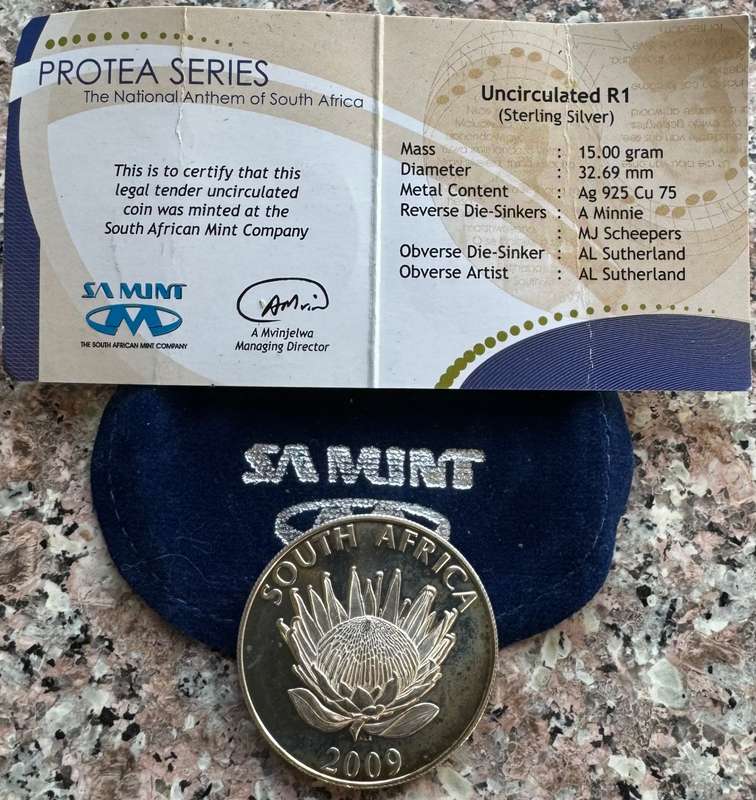 PROTEA SERIES
The National Anthem of South Africa
This is to certify that this
legal tender uncirculated
coin was minted at the
South African Mint Company
SA MINT
THE SOUTH AFRICAN MINT COMPANY
A Mvinjelwa
Managing Director
Uncirculated R1
(Sterling Silver)
Mass : 15.00 gram
Diameter : 32.69 mm
Metal Content : Ag 925 Cu 75
Reverse Die-Sinkers : A Minnie
: MJ Scheepers
Obverse Die-Sinker : AL Sutherland
Obverse Artist : AL Sutherland
SA MINT
SOUTH AFRICA
2009